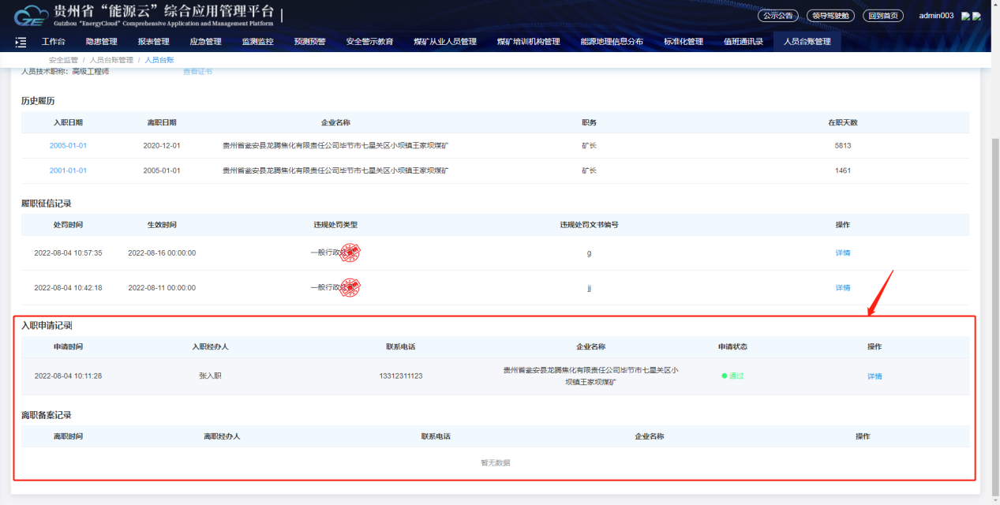 贵州省“能源云”综合应用管理平台
Guizhou "EnergyCloud" Comprehensive Application and Management Platform
公示公告 领导驾驶舱 回到首页 admin003
工作台 隐患管理 报表管理 应急管理 监测监控 预测预警 安全警示教育 煤矿从业人员管理 煤矿培训机构管理 能源地理信息分布 标准化管理 值班通讯录 人员台账管理
安全监管 / 人员台账管理 / 人员台账
人员技术职称：高级工程师 查看证书
历史履历
入职日期 离职日期 企业名称 职务 在职天数
2005-01-01 2020-12-01 贵州省瓮安县龙腾焦化有限责任公司毕节市七星关区小坝镇王家坝煤矿 矿长 5813
2001-01-01 2005-01-01 贵州省瓮安县龙腾焦化有限责任公司毕节市七星关区小坝镇王家坝煤矿 矿长 1461
履职征信记录
处罚时间 生效时间 违规处罚类型 违规处罚文书编号 操作
2022-08-04 10:57:35 2022-08-16 00:00:00 一般行政 g 详情
2022-08-04 10:42:18 2022-08-11 00:00:00 一般行政 jj 详情
入职申请记录
申请时间 入职经办人 联系电话 企业名称 申请状态 操作
2022-08-04 10:11:28 张入职 13312311123 贵州省瓮安县龙腾焦化有限责任公司毕节市七星关区小 通过 详情
坝镇王家坝煤矿
离职备案记录
离职时间 离职经办人 联系电话 企业名称 操作
暂无数据